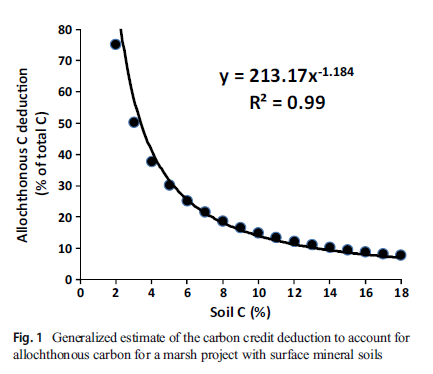 80
70
60
50
40
30
20
10
0
Allochthonous C deduction
(% of total C)
y = 213.17x^-1.184
R² = 0.99
0 2 4 6 8 10 12 14 16 18
Soil C (%)
Fig. 1 Generalized estimate of the carbon credit deduction to account for
allochthonous carbon for a marsh project with surface mineral soils